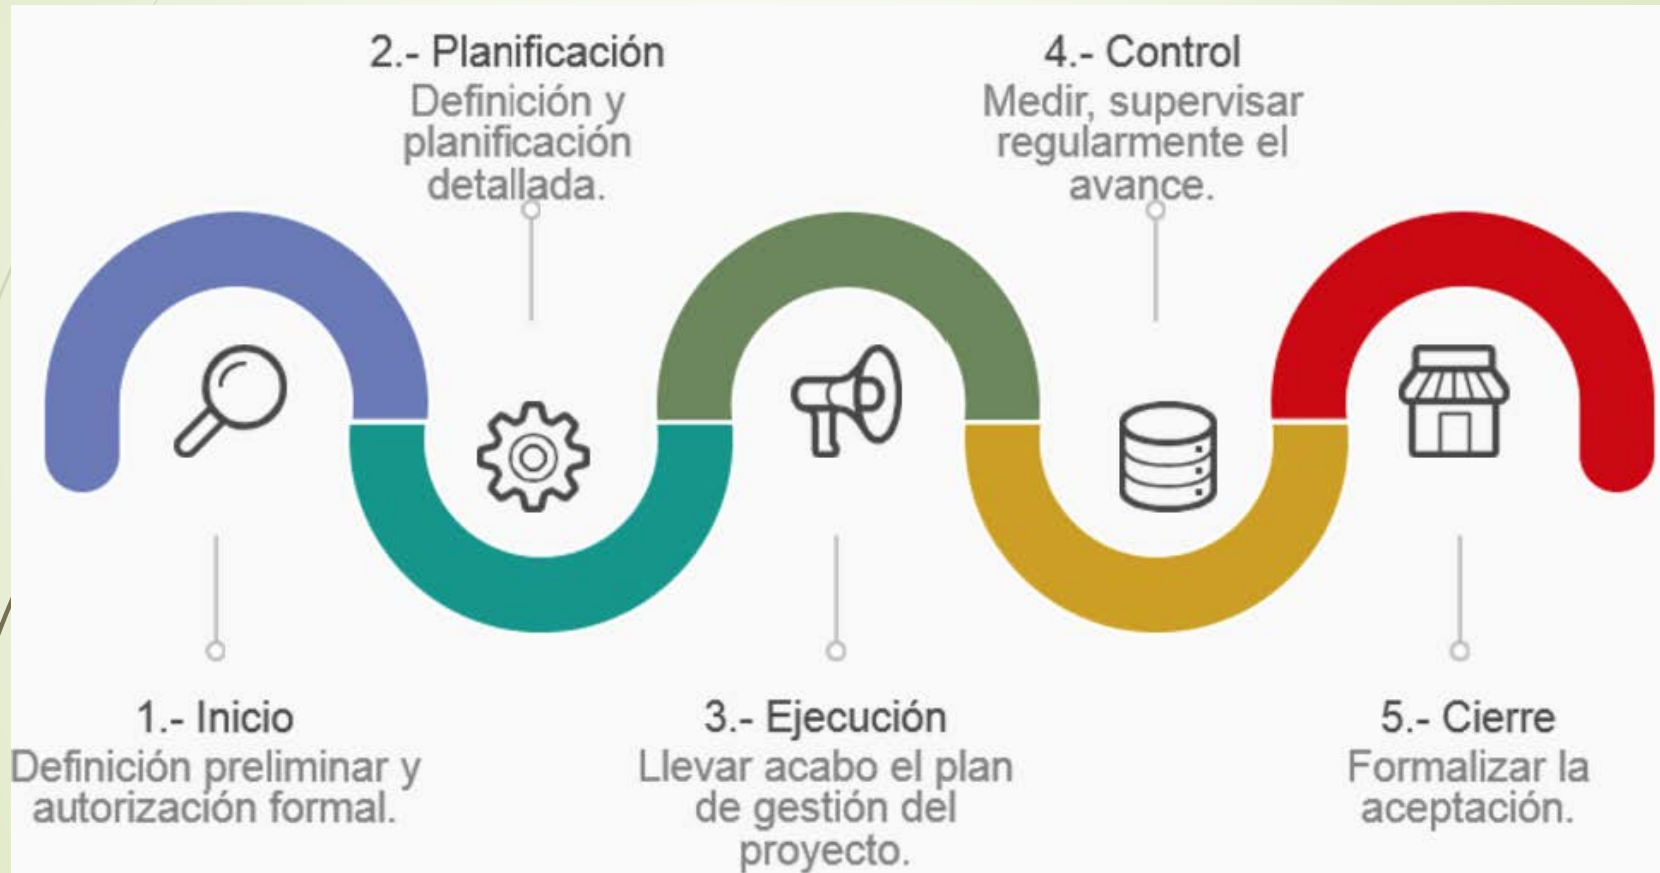 2.- Planificación
Definición y
planificación
detallada.
4.- Control
Medir, supervisar
regularmente el
avance.
1.- Inicio
Definición preliminar y
autorización formal.
3.- Ejecución
Llevar acabo el plan
de gestión del
proyecto.
5.- Cierre
Formalizar la
aceptación.